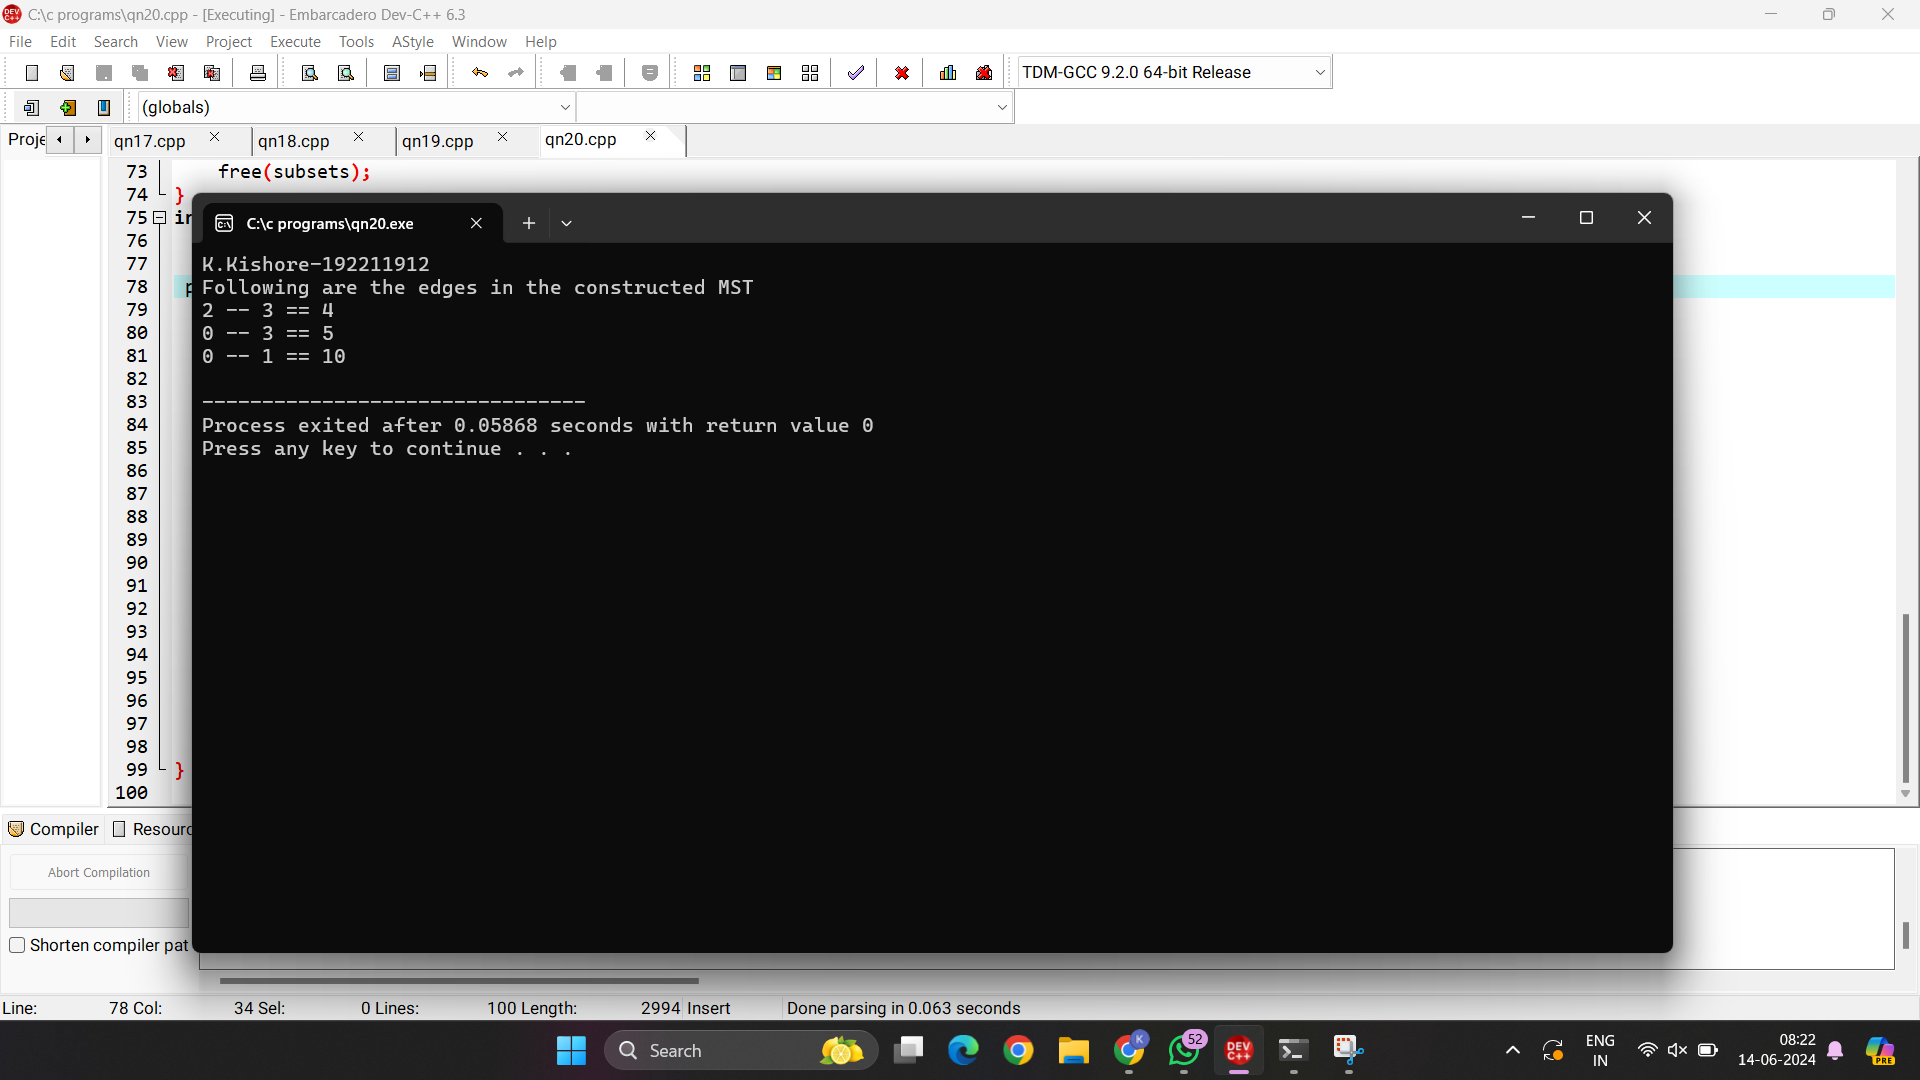 C:\c programs\qn20.cpp - [Executing] - Embarcadero Dev-C++ 6.3
File Edit Search View Project Execute Tools AStyle Window Help
TDM-GCC 9.2.0 64-bit Release
(globals)
Proje qn17.cpp qn18.cpp qn19.cpp qn20.cpp
73 free(subsets);
74 }
75 in
76
77
78 p
79
80
81
82
83
84
85
86
87
88
89
90
91
92
93
94
95
96
97
98
99 }
100
C:\c programs\qn20.exe
K.Kishore-192211912
Following are the edges in the constructed MST
2 -- 3 == 4
0 -- 3 == 5
0 -- 1 == 10
--------------------------------
Process exited after 0.05868 seconds with return value 0
Press any key to continue . . .
Compiler Resourc
Abort Compilation
Shorten compiler pat
Line: 78 Col: 34 Sel: 0 Lines: 100 Length: 2994 Insert Done parsing in 0.063 seconds
Search
K
52
DEV C++
ENG
IN
08:22
14-06-2024
PRE